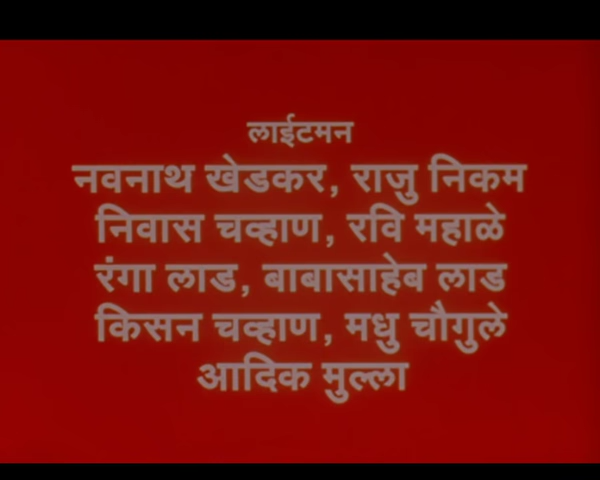 लाईटमन
नवनाथ खेडकर, राजु निकम
निवास चव्हाण, रवि महाळे
रंगा लाड, बाबासाहेब लाड
किसन चव्हाण, मधु चौगुले
आदिक मुल्ला